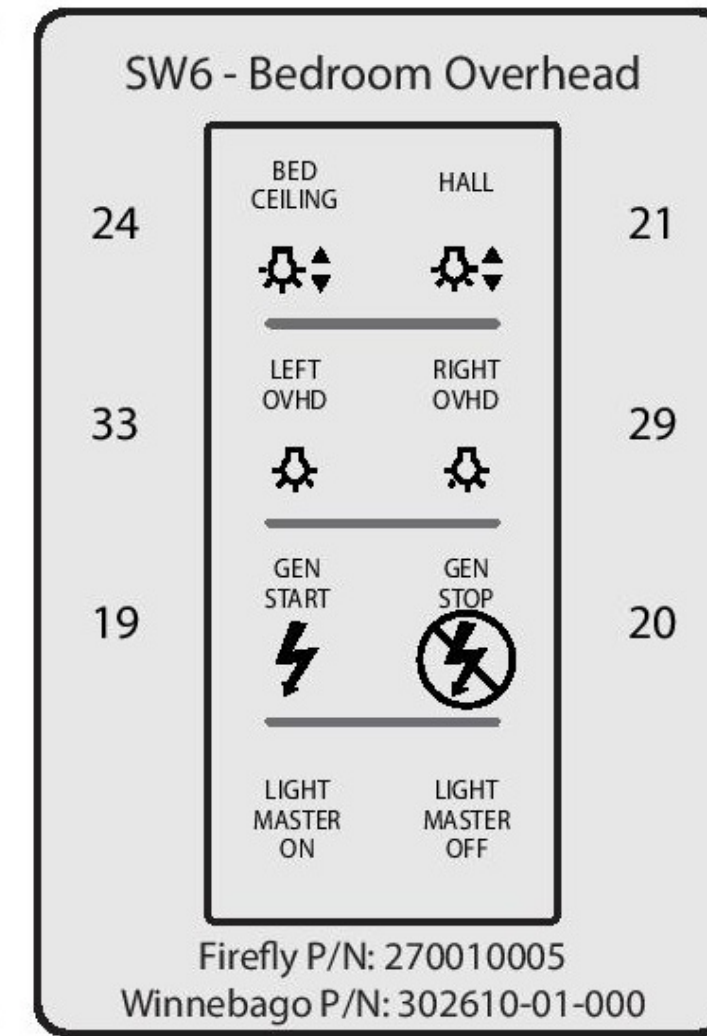 SW6 - Bedroom Overhead
BED
CEILING
HALL
24
21
LEFT
OVHD
RIGHT
OVHD
33
29
GEN
START
GEN
STOP
19
20
LIGHT
MASTER
ON
LIGHT
MASTER
OFF
Firefly P/N: 270010005
Winnebago P/N: 302610-01-000